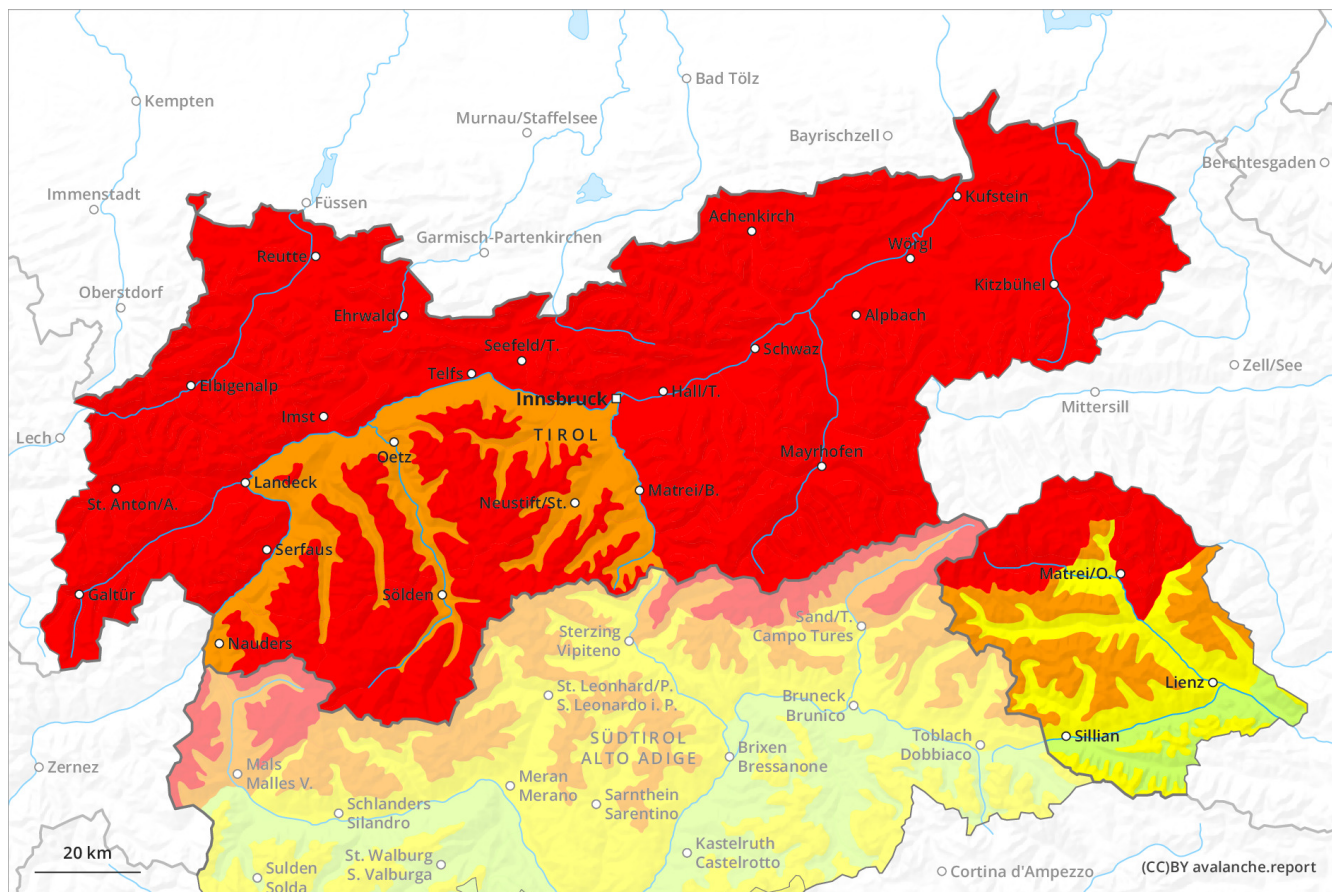 Bad Tölz
Kempten
Murnau/Staffelsee
Bayrischzell
Berchtesgaden
Immenstadt
Füssen
Kufstein
Achenkirch
Garmisch-Partenkirchen
Wörgl
Reutte
Kitzbühel
Oberstdorf
Ehrwald
Alpbach
Seefeld/T.
Schwaz
Zell/See
Telfs
Elbigenalp
Hall/T.
Innsbruck
Mittersill
Imst
TIROL
Lech
Oetz
Mayrhofen
Landeck
Matrei/B.
St. Anton/A.
Neustift/St.
Serfaus
Matrei/O.
Galtür
Sölden
Sand/T.
Campo Tures
Sterzing
Vipiteno
Nauders
Lienz
St. Leonhard/P.
S. Leonardo i. P.
Bruneck
Brunico
SÜDTIROL
ALTO ADIGE
Toblach
Dobbiaco
Sillian
Brixen
Bressanone
Zernez
Mals
Malles V.
Meran
Merano
Sarnthein
Sarentino
Schlanders
Silandro
Kastelruth
Castelrotto
20 km
St. Walburg
S. Valburga
Sulden
Solda
Cortina d'Ampezzo
(CC)BY avalanche.report